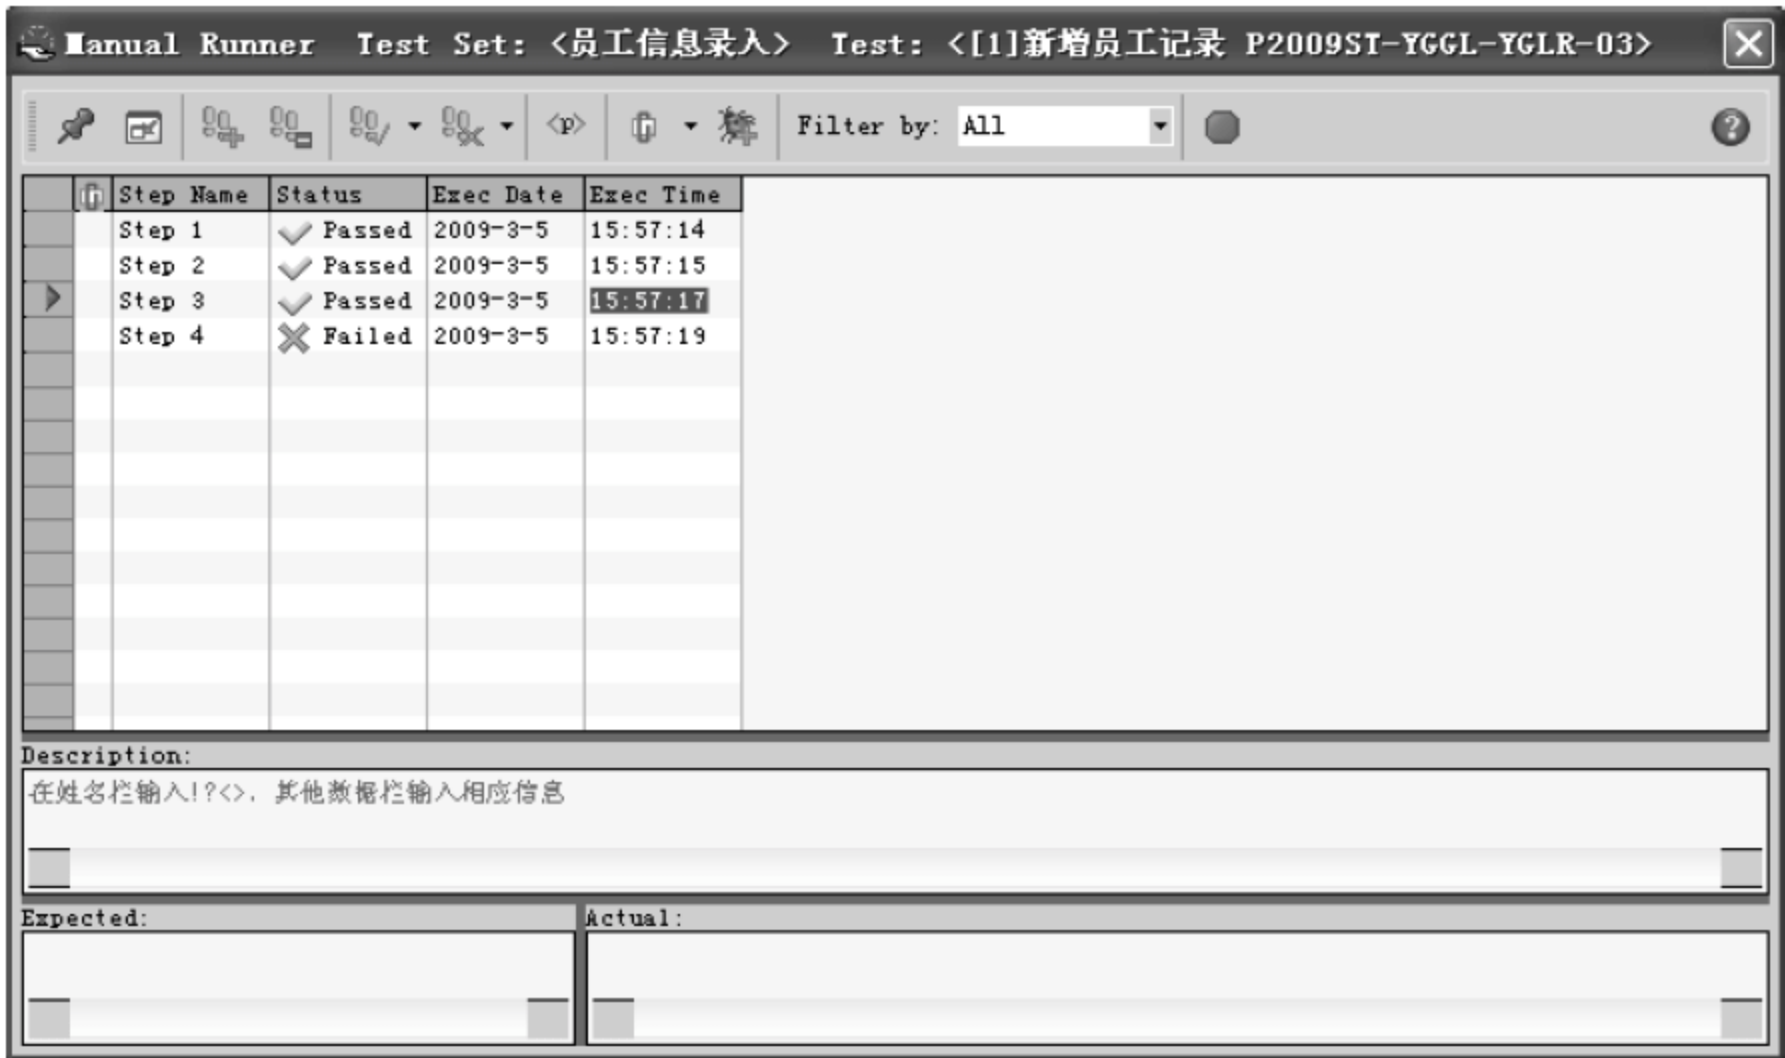 Manual Runner Test Set: <员工信息录入> Test: <[1]新增员工记录 P2009ST-YGGL-YGLR-03>
<p> Filter by: All
Step Name Status Exec Date Exec Time
Step 1 Passed 2009-3-5 15:57:14
Step 2 Passed 2009-3-5 15:57:15
Step 3 Passed 2009-3-5 15:57:17
Step 4 Failed 2009-3-5 15:57:19
Description:
在姓名栏输入!?<>, 其他数据栏输入相应信息
Expected: Actual: